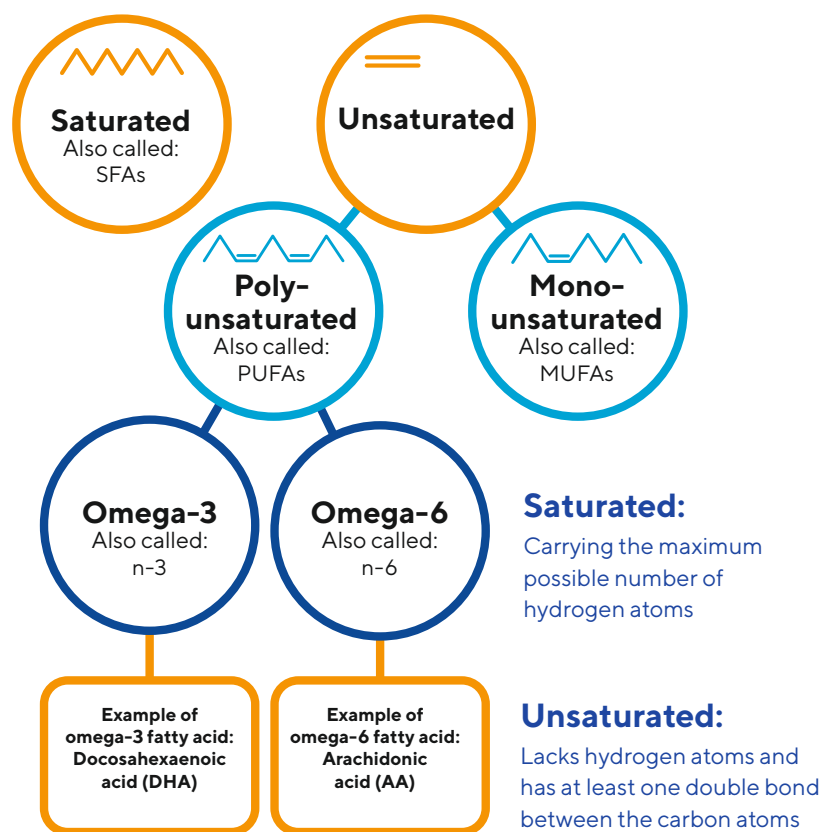 Saturated
Also called:
SFAs
Unsaturated
Poly-
unsaturated
Also called:
PUFAs
Mono-
unsaturated
Also called:
MUFAs
Omega-3
Also called:
n-3
Omega-6
Also called:
n-6
Saturated:
Carrying the maximum
possible number of
hydrogen atoms
Example of
omega-3 fatty acid:
Docosahexaenoic
acid (DHA)
Example of
omega-6 fatty acid:
Arachidonic
acid (AA)
Unsaturated:
Lacks hydrogen atoms and
has at least one double bond
between the carbon atoms